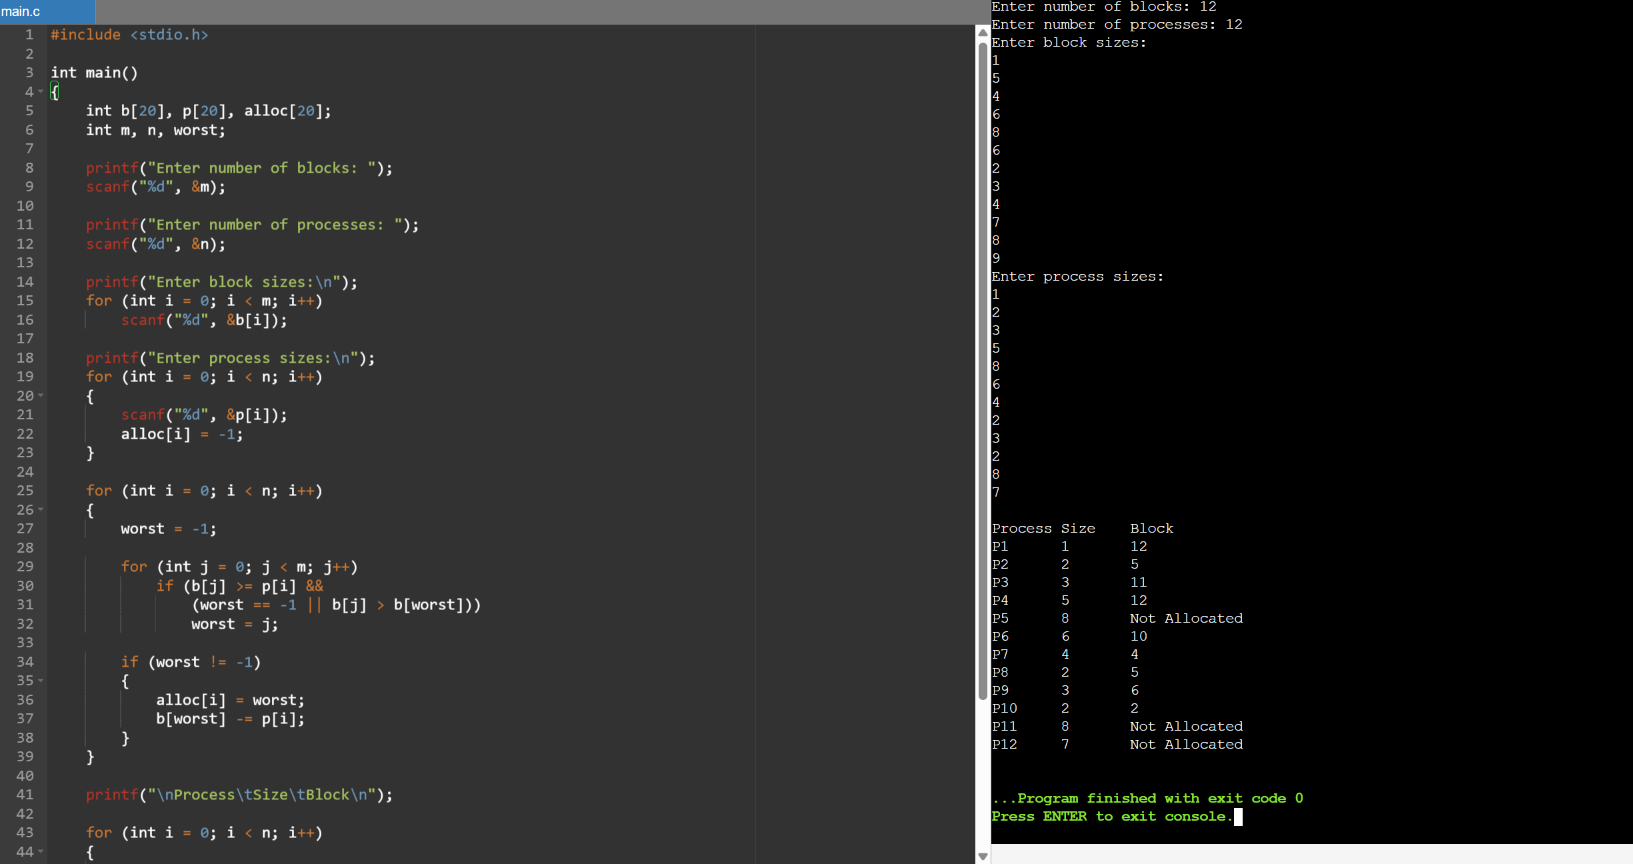 main.c
1 #include <stdio.h>
2
3 int main()
4 {
5     int b[20], p[20], alloc[20];
6     int m, n, worst;
7
8     printf("Enter number of blocks: ");
9     scanf("%d", &m);
10
11     printf("Enter number of processes: ");
12     scanf("%d", &n);
13
14     printf("Enter block sizes:\n");
15     for (int i = 0; i < m; i++)
16         scanf("%d", &b[i]);
17
18     printf("Enter process sizes:\n");
19     for (int i = 0; i < n; i++)
20     {
21         scanf("%d", &p[i]);
22         alloc[i] = -1;
23     }
24
25     for (int i = 0; i < n; i++)
26     {
27         worst = -1;
28
29         for (int j = 0; j < m; j++)
30             if (b[j] >= p[i] &&
31                 (worst == -1 || b[j] > b[worst]))
32                 worst = j;
33
34         if (worst != -1)
35         {
36             alloc[i] = worst;
37             b[worst] -= p[i];
38         }
39     }
40
41     printf("\nProcess\tSize\tBlock\n");
42
43     for (int i = 0; i < n; i++)
44     {
Enter number of blocks: 12
Enter number of processes: 12
Enter block sizes:
1
5
4
6
8
6
2
3
4
7
8
9
Enter process sizes:
1
2
3
5
8
6
4
2
3
2
8
7
Process Size    Block
P1      1       12
P2      2       5
P3      3       11
P4      5       12
P5      8       Not Allocated
P6      6       10
P7      4       4
P8      2       5
P9      3       6
P10     2       2
P11     8       Not Allocated
P12     7       Not Allocated
...Program finished with exit code 0
Press ENTER to exit console.